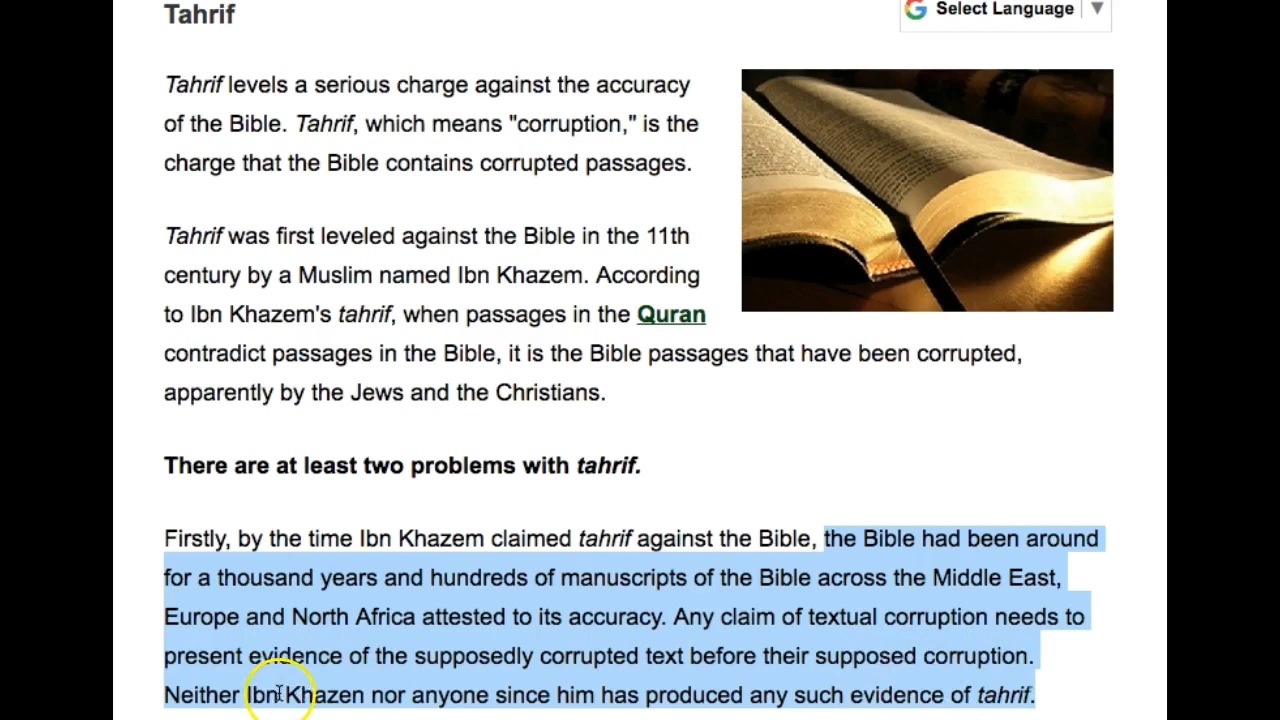 Tahrif
Select Language ▼
Tahrif levels a serious charge against the accuracy
of the Bible. Tahrif, which means "corruption," is the
charge that the Bible contains corrupted passages.
Tahrif was first leveled against the Bible in the 11th
century by a Muslim named Ibn Khazem. According
to Ibn Khazem's tahrif, when passages in the Quran
contradict passages in the Bible, it is the Bible passages that have been corrupted,
apparently by the Jews and the Christians.
There are at least two problems with tahrif.
Firstly, by the time Ibn Khazem claimed tahrif against the Bible, the Bible had been around
for a thousand years and hundreds of manuscripts of the Bible across the Middle East,
Europe and North Africa attested to its accuracy. Any claim of textual corruption needs to
present evidence of the supposedly corrupted text before their supposed corruption.
Neither Ibn Khazen nor anyone since him has produced any such evidence of tahrif.